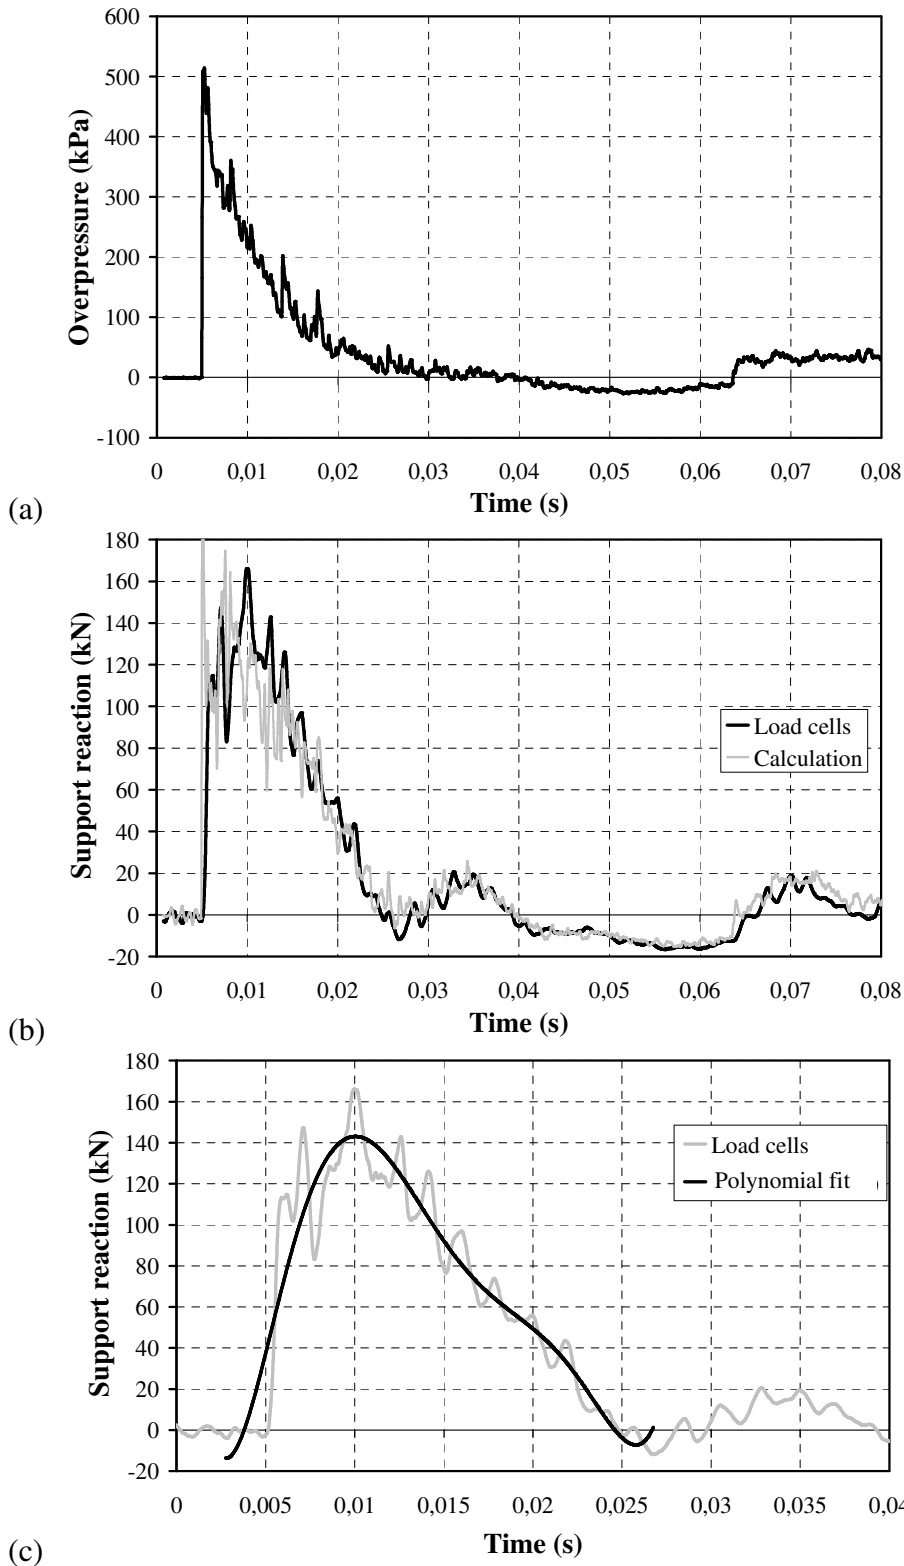 600
500
400
300
200
100
0
-100
Overpressure (kPa)
0 0,01 0,02 0,03 0,04 0,05 0,06 0,07 0,08
Time (s)
(a)
180
160
140
120
100
80
60
40
20
0
-20
Support reaction (kN)
Load cells
Calculation
0 0,01 0,02 0,03 0,04 0,05 0,06 0,07 0,08
Time (s)
(b)
180
160
140
120
100
80
60
40
20
0
-20
Support reaction (kN)
Load cells
Polynomial fit )
0 0,005 0,01 0,015 0,02 0,025 0,03 0,035 0,04
Time (s)
(c)